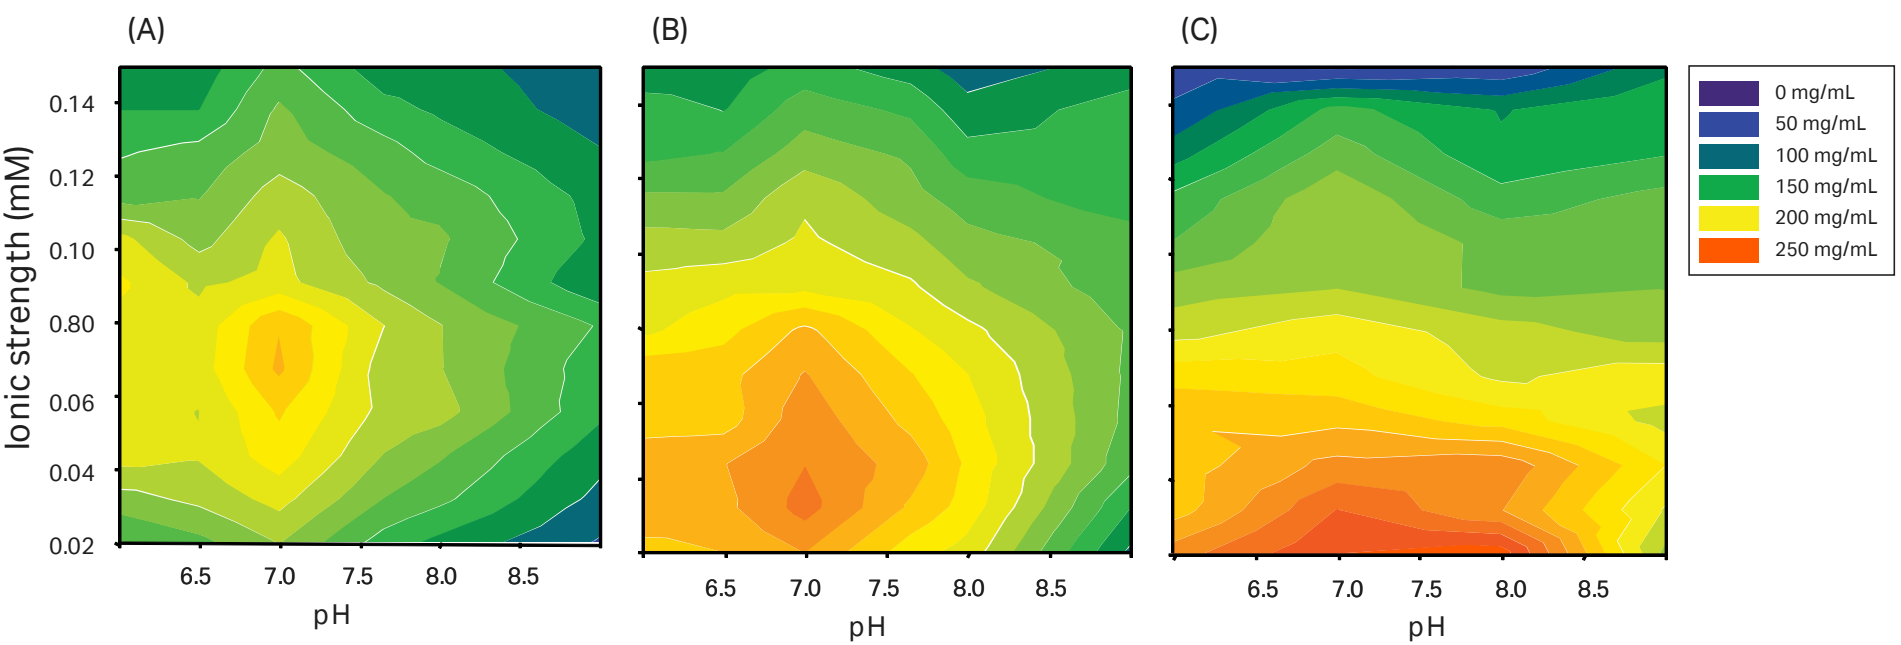 (A)
(B)
(C)
Ionic strength (mM)
0.14
0.12
0.10
0.80
0.06
0.04
0.02
6.5 7.0 7.5 8.0 8.5
pH
6.5 7.0 7.5 8.0 8.5
pH
6.5 7.0 7.5 8.0 8.5
pH
0 mg/mL
50 mg/mL
100 mg/mL
150 mg/mL
200 mg/mL
250 mg/mL